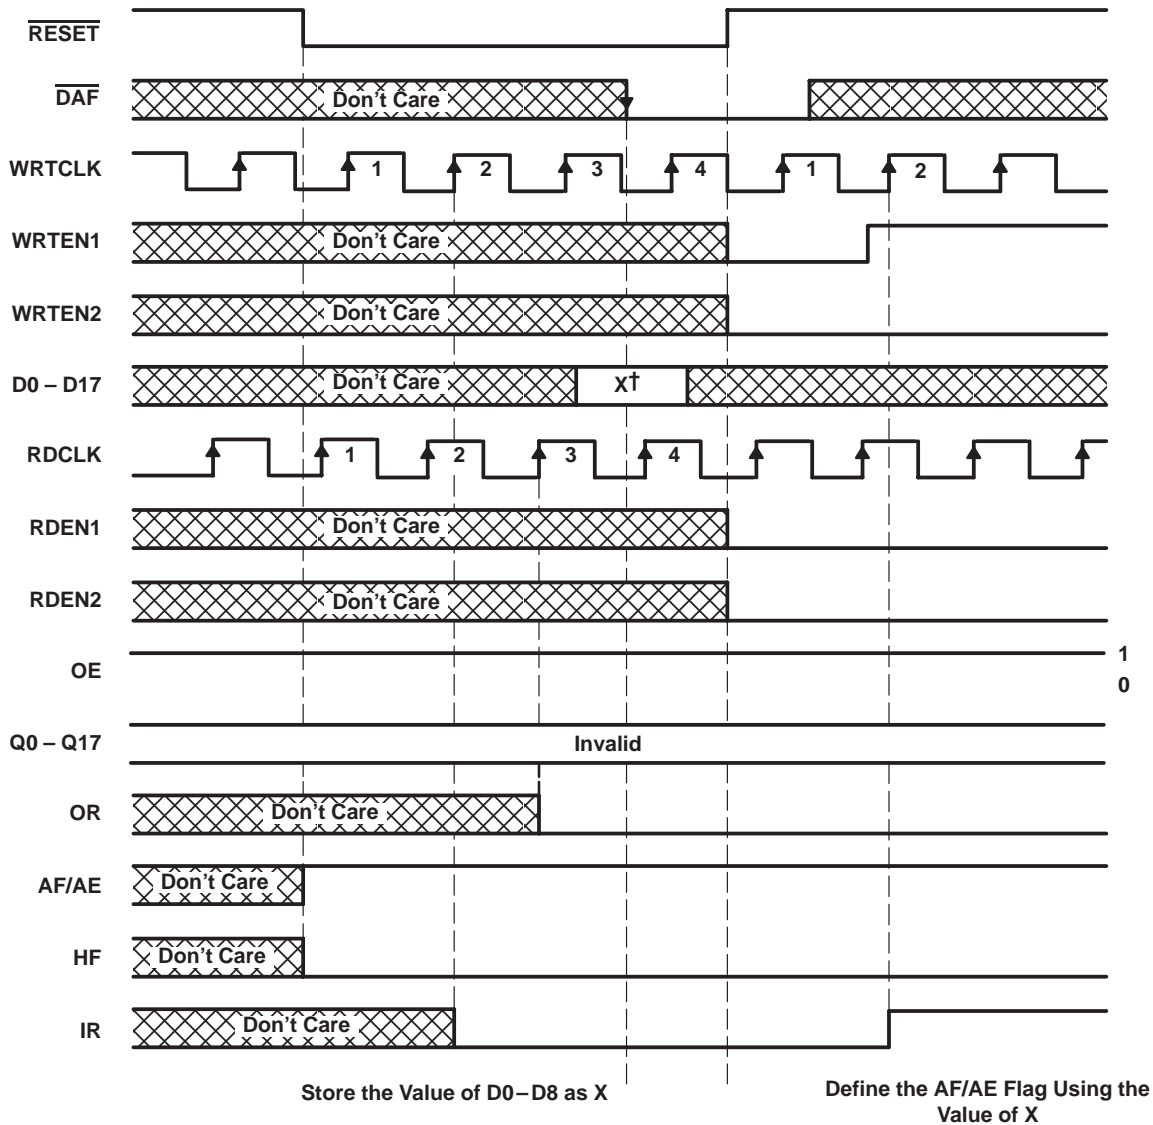 RESET
DAF
Don't Care
WRTCLK
1 2 3 4 1 2
WRTEN1
Don't Care
WRTEN2
Don't Care
D0 – D17
Don't Care
X†
RDCLK
1 2 3 4
RDEN1
Don't Care
RDEN2
Don't Care
OE
1
0
Q0 – Q17
Invalid
OR
Don't Care
AF/AE
Don't Care
HF
Don't Care
IR
Don't Care
Store the Value of D0–D8 as X
Define the AF/AE Flag Using the
Value of X